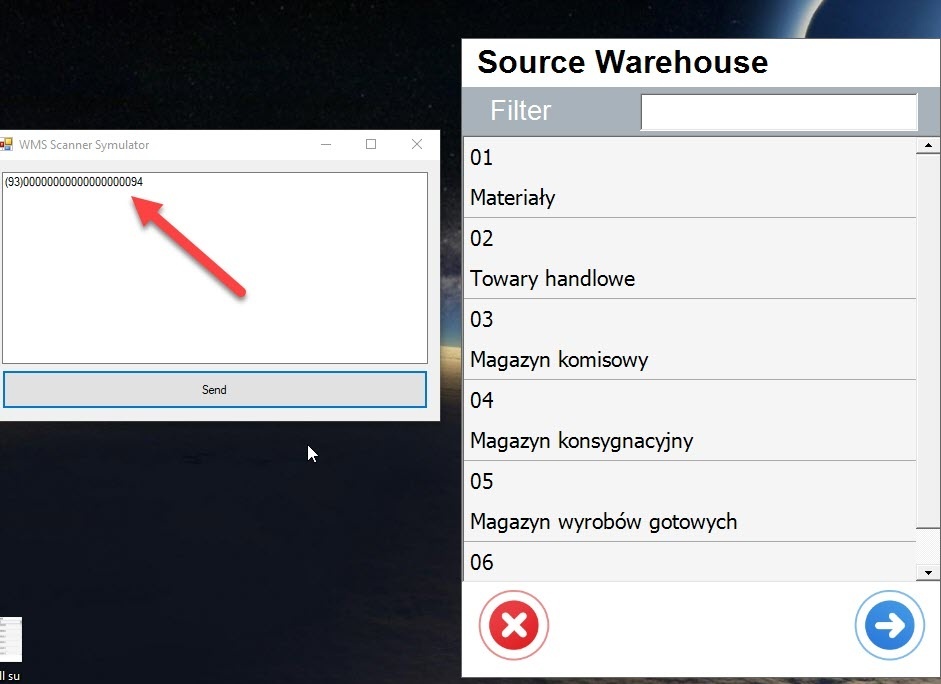 WMS Scanner Symulator
(93)00000000000000000094
Send
Source Warehouse
Filter
01
Materiały
02
Towary handlowe
03
Magazyn komisowy
04
Magazyn konsygnacyjny
05
Magazyn wyrobów gotowych
06
ll su